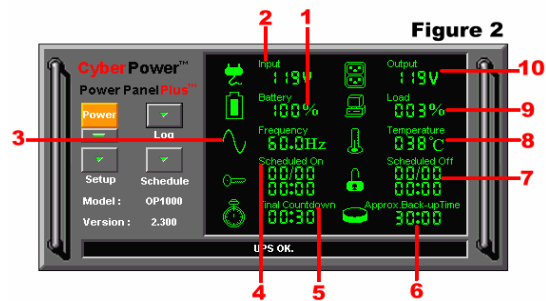 Figure 2
2 1
CyberPower™
Power Panel Plus™
Power
Log
Setup Schedule
Model : OP1000
Version : 2.300
Input
119V
Output
119V
10
Battery
100%
Load
003%
9
3
Frequency
60.0Hz
Temperature
038°C
8
Scheduled On
00/00
00:00
Scheduled Off
00/00
00:00
7
Final Countdown
00:30
Approx.Back-upTime
30:00
UPS OK.
4 5 6